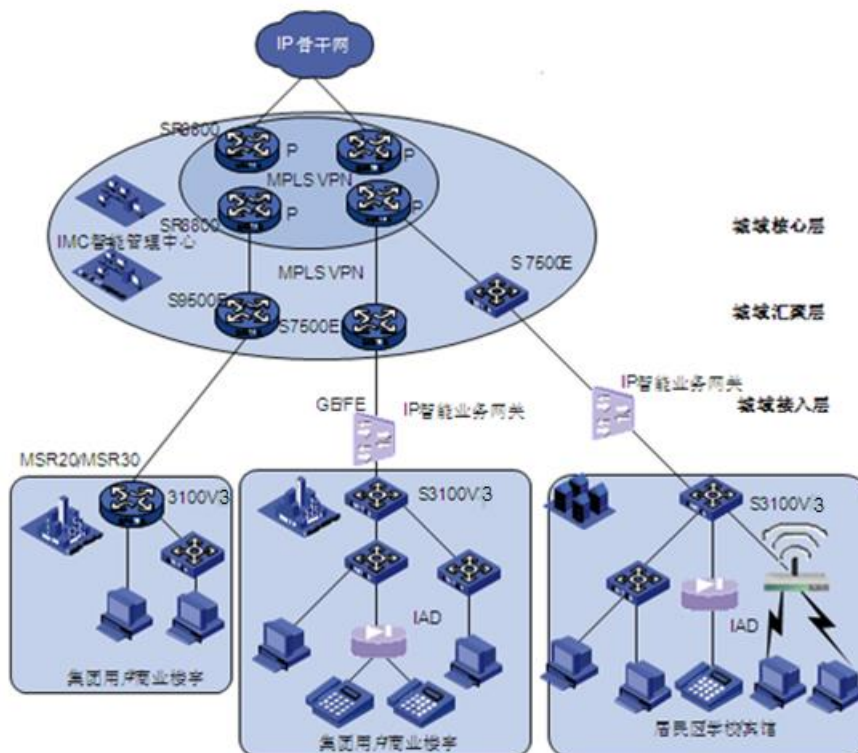 IP骨干网
SR8800
P
P
MPLS VPN
SR8800
P
P
IMC智能管理中心
城域核心层
MPLS VPN
S7500E
S9500E
S7500E
城域汇聚层
IP智能业务网关
GE/FE
IP智能业务网关
城域接入层
MSR20/MSR30
3100V3
S3100V3
S3100V3
IAD
IAD
集团用户商业楼宇
集团用户商业楼宇
居民区学校宾馆